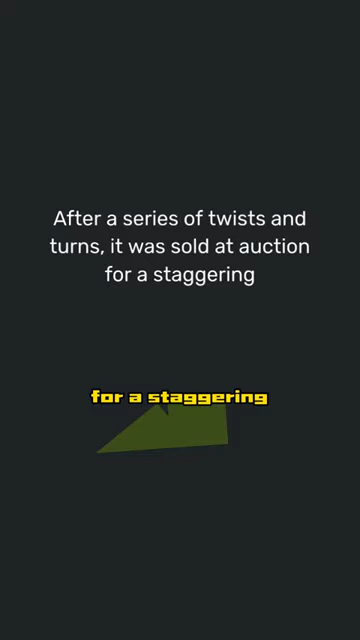 After a series of twists and
turns, it was sold at auction
for a staggering
for a staggering